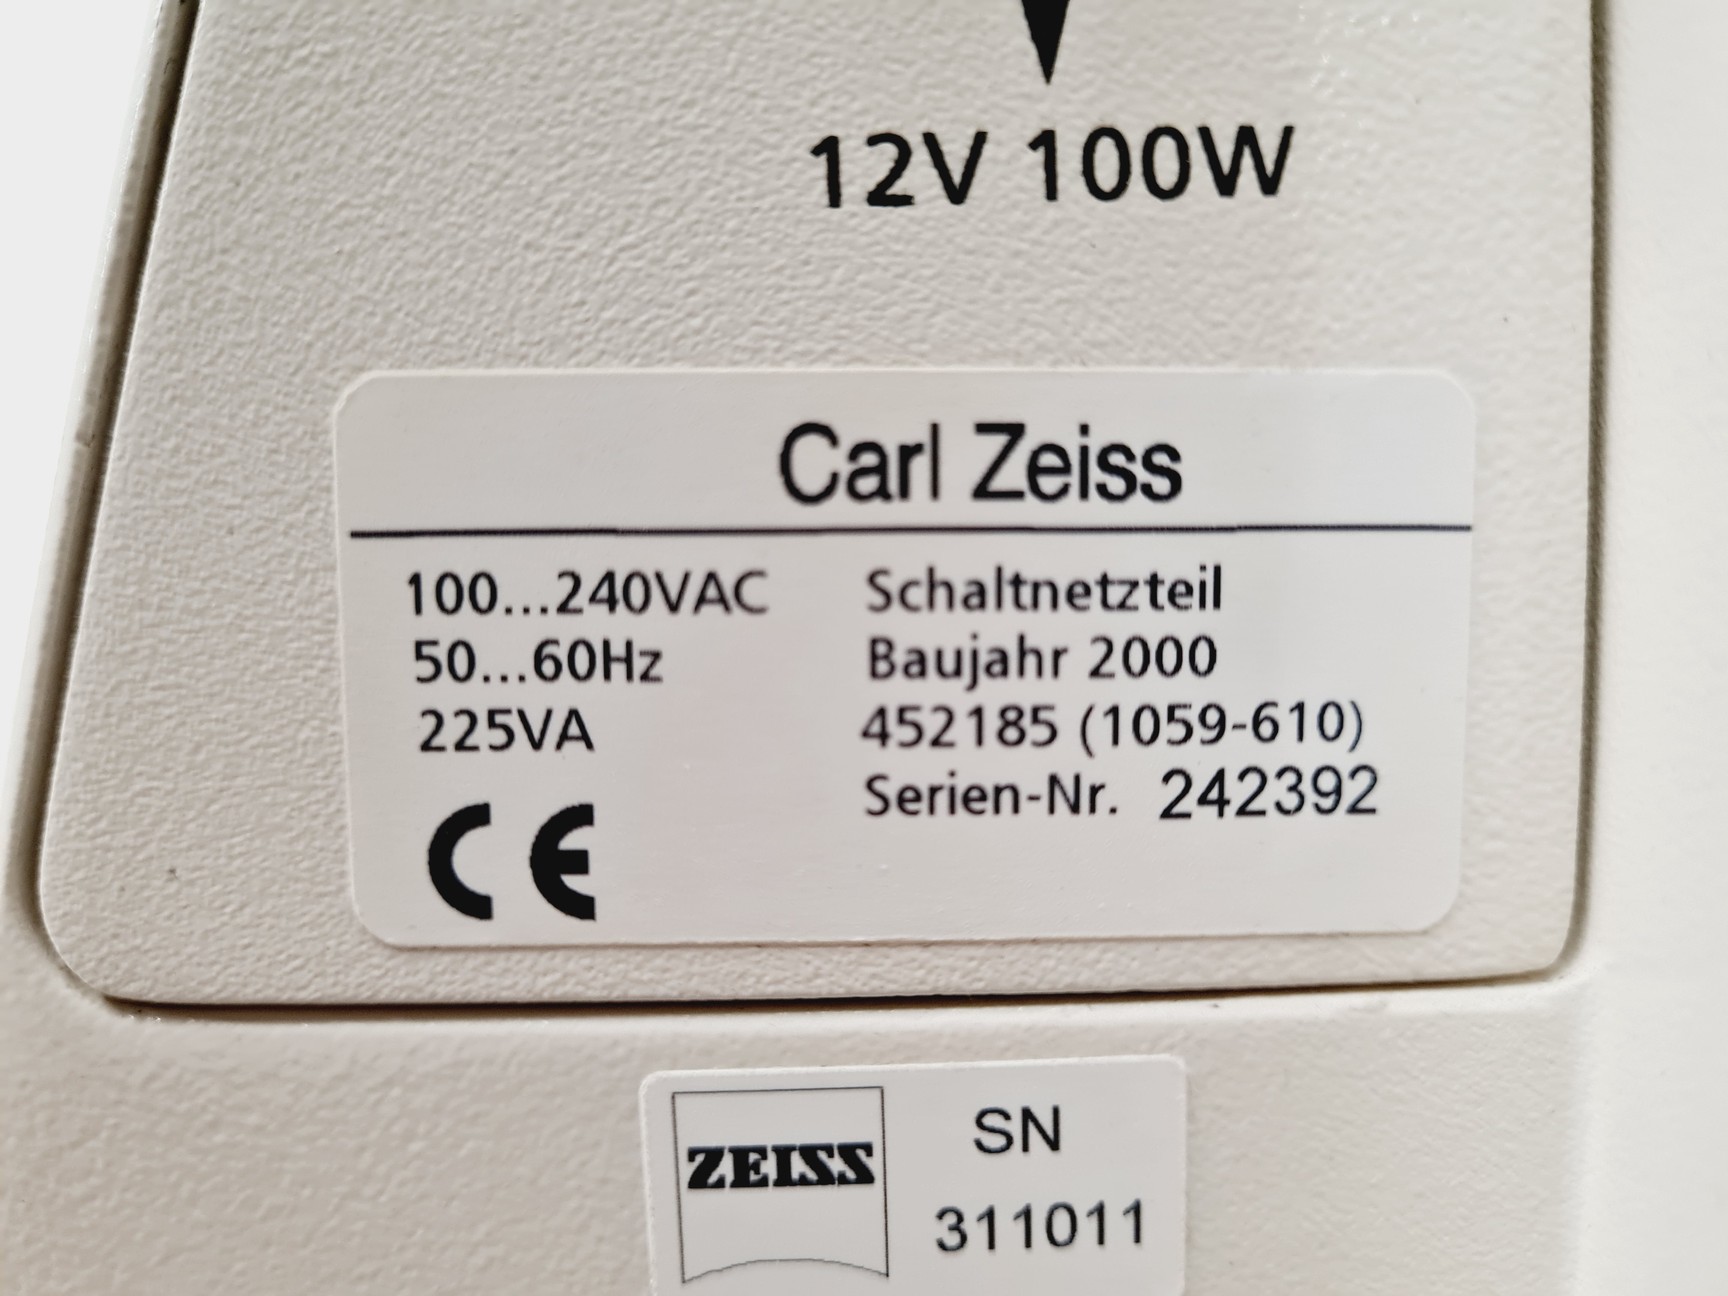 12V 100W
Carl Zeiss
100...240VAC
50...60Hz
225VA
CE
Schaltnetzteil
Baujahr 2000
452185 (1059-610)
Serien-Nr. 242392
ZEISS
SN
311011